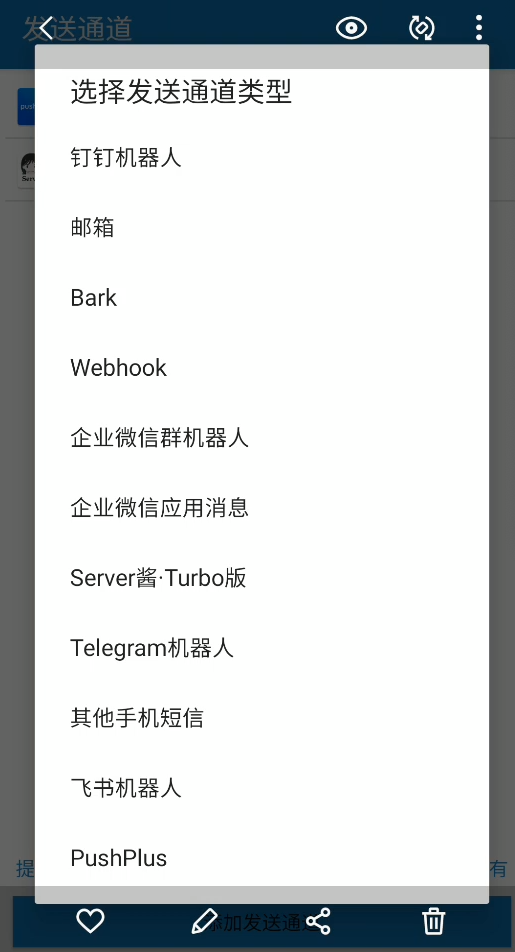 发送通道
选择发送通道类型
钉钉机器人
邮箱
Bark
Webhook
企业微信群机器人
企业微信应用消息
Server酱·Turbo版
Telegram机器人
其他手机短信
飞书机器人
PushPlus
提
有
添加发送通道